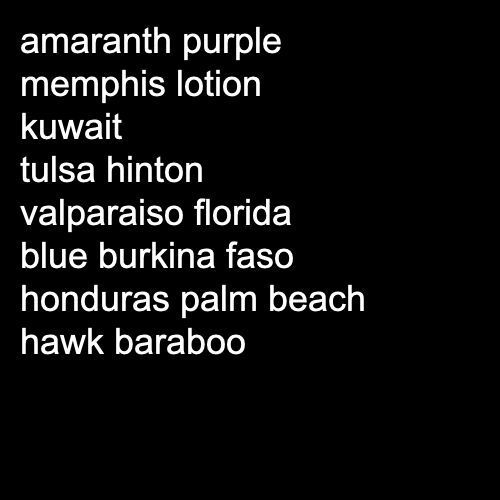 amaranth purple
memphis lotion
kuwait
tulsa hinton
valparaiso florida
blue burkina faso
honduras palm beach
hawk baraboo